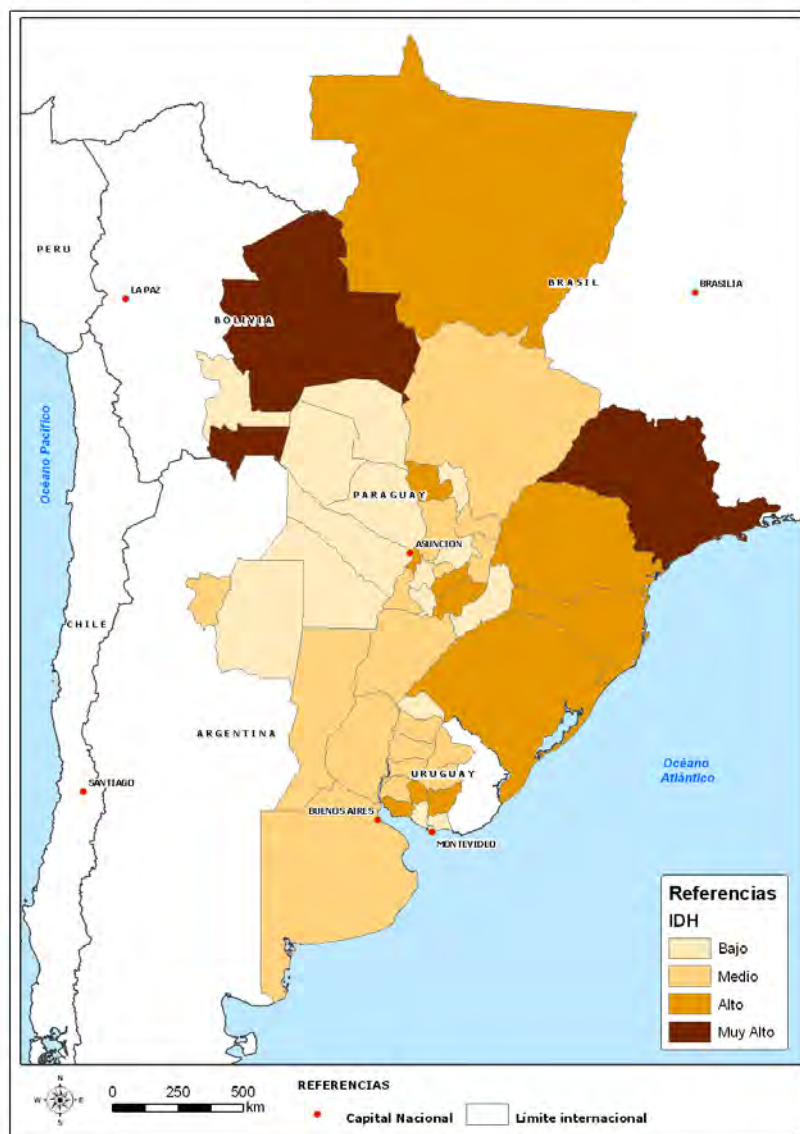 PERU
LA PAZ
BOLIVIA
BRASIL
BRASILIA
Océano Pacífico
PARAGUAY
ASUNCION
CHILE
ARGENTINA
SANTIAGO
URUGUAY
BUENOS AIRES
MONTEVIDEO
Océano
Atlántico
Referencias
IDH
Bajo
Medio
Alto
Muy Alto
N
W E
S
0 250 500
km
REFERENCIAS
Capital Nacional Limite internacional